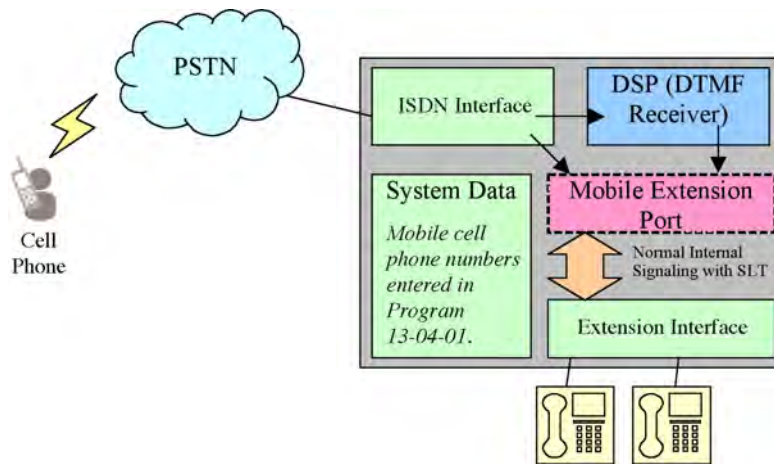 PSTN
ISDN Interface
DSP (DTMF
Receiver)
System Data
Mobile cell
phone numbers
entered in
Program
13-04-01.
Mobile Extension
Port
Normal Internal
Signaling with SLT
Extension Interface
Cell
Phone